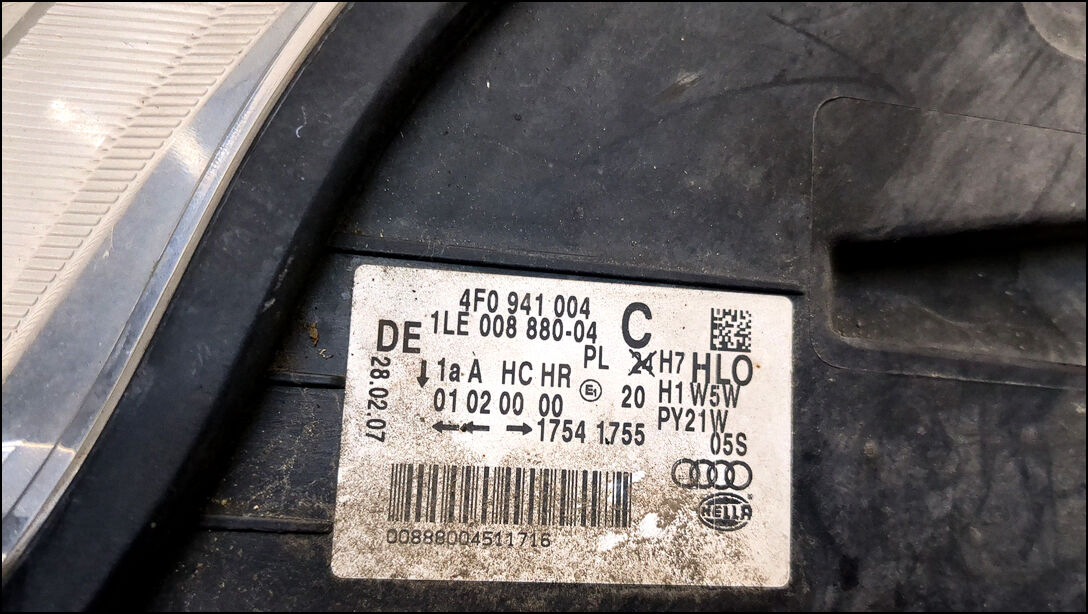 4F0 941 004
1LE 008 880-04
C
DE
PL 24 H7 HLO
1a A HC HR E1 20 H1 W5W
01 02 00 00 PY21W
1754 1755 05S
28.02.07
HELLA
00888004511716